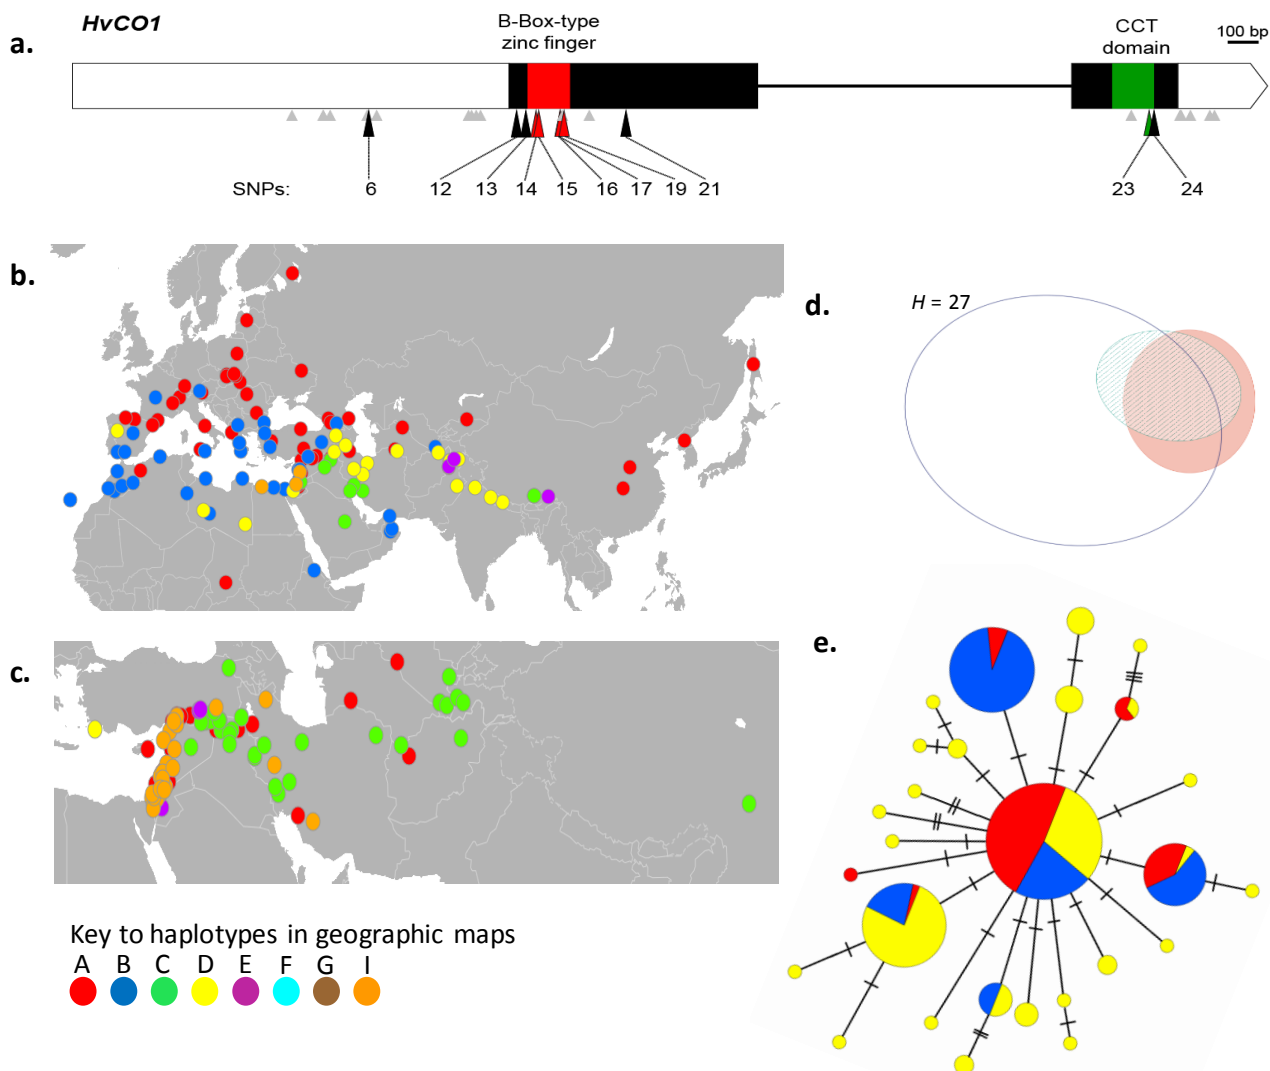 a.
HvCO1
B-Box-type
zinc finger
CCT
domain
100 bp
SNPs:
6
12
13
14
15
16
17
19
21
23
24
b.
c.
d.
H = 27
e.
Key to haplotypes in geographic maps
A B C D E F G I